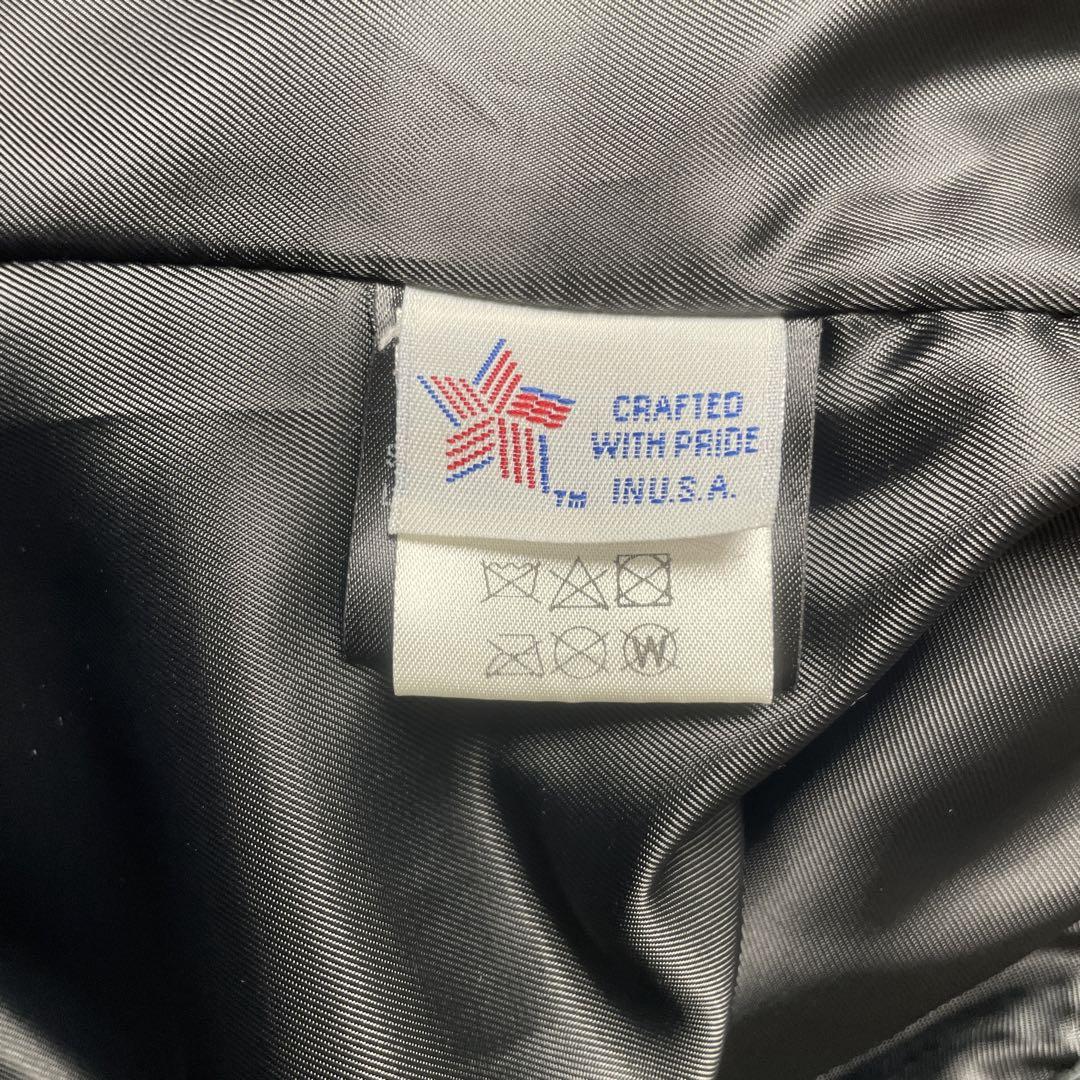 CRAFTED
WITH PRIDE
IN U.S.A.
TM
W